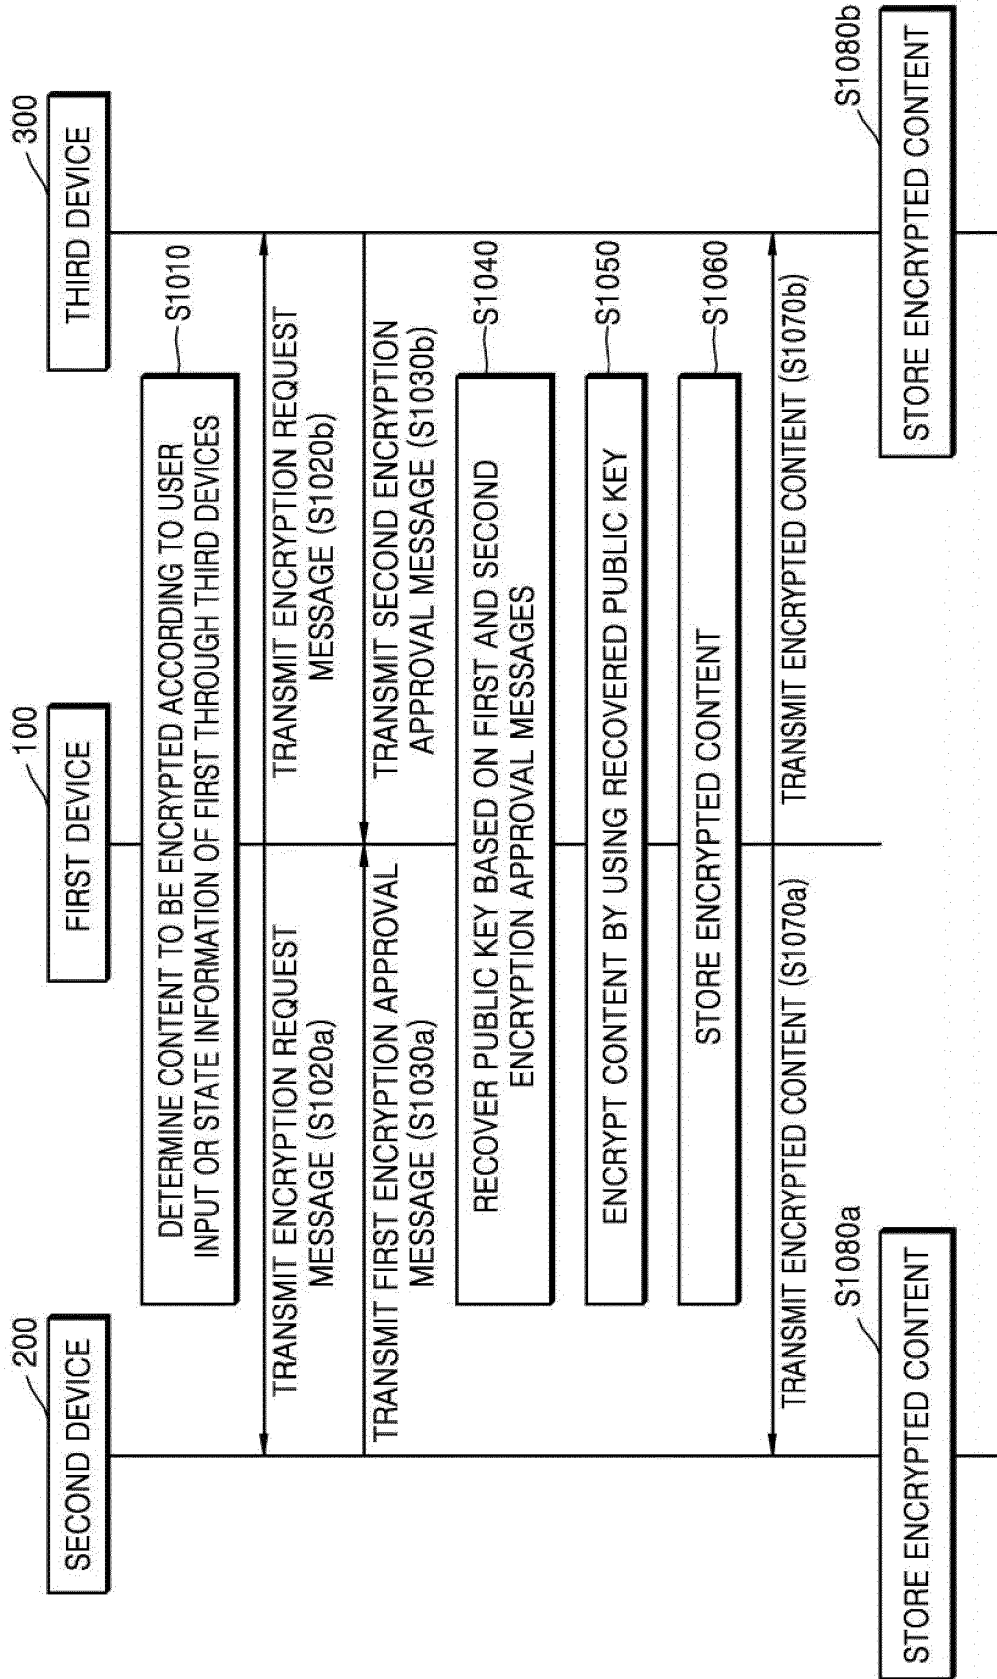 200
100
300
SECOND DEVICE
FIRST DEVICE
THIRD DEVICE
S1010
DETERMINE CONTENT TO BE ENCRYPTED ACCORDING TO USER
INPUT OR STATE INFORMATION OF FIRST THROUGH THIRD DEVICES
TRANSMIT ENCRYPTION REQUEST
MESSAGE (S1020a)
TRANSMIT ENCRYPTION REQUEST
MESSAGE (S1020b)
TRANSMIT FIRST ENCRYPTION APPROVAL
MESSAGE (S1030a)
TRANSMIT SECOND ENCRYPTION
APPROVAL MESSAGE (S1030b)
S1040
RECOVER PUBLIC KEY BASED ON FIRST AND SECOND
ENCRYPTION APPROVAL MESSAGES
S1050
ENCRYPT CONTENT BY USING RECOVERED PUBLIC KEY
S1060
STORE ENCRYPTED CONTENT
TRANSMIT ENCRYPTED CONTENT (S1070a)
TRANSMIT ENCRYPTED CONTENT (S1070b)
S1080a
S1080b
STORE ENCRYPTED CONTENT
STORE ENCRYPTED CONTENT